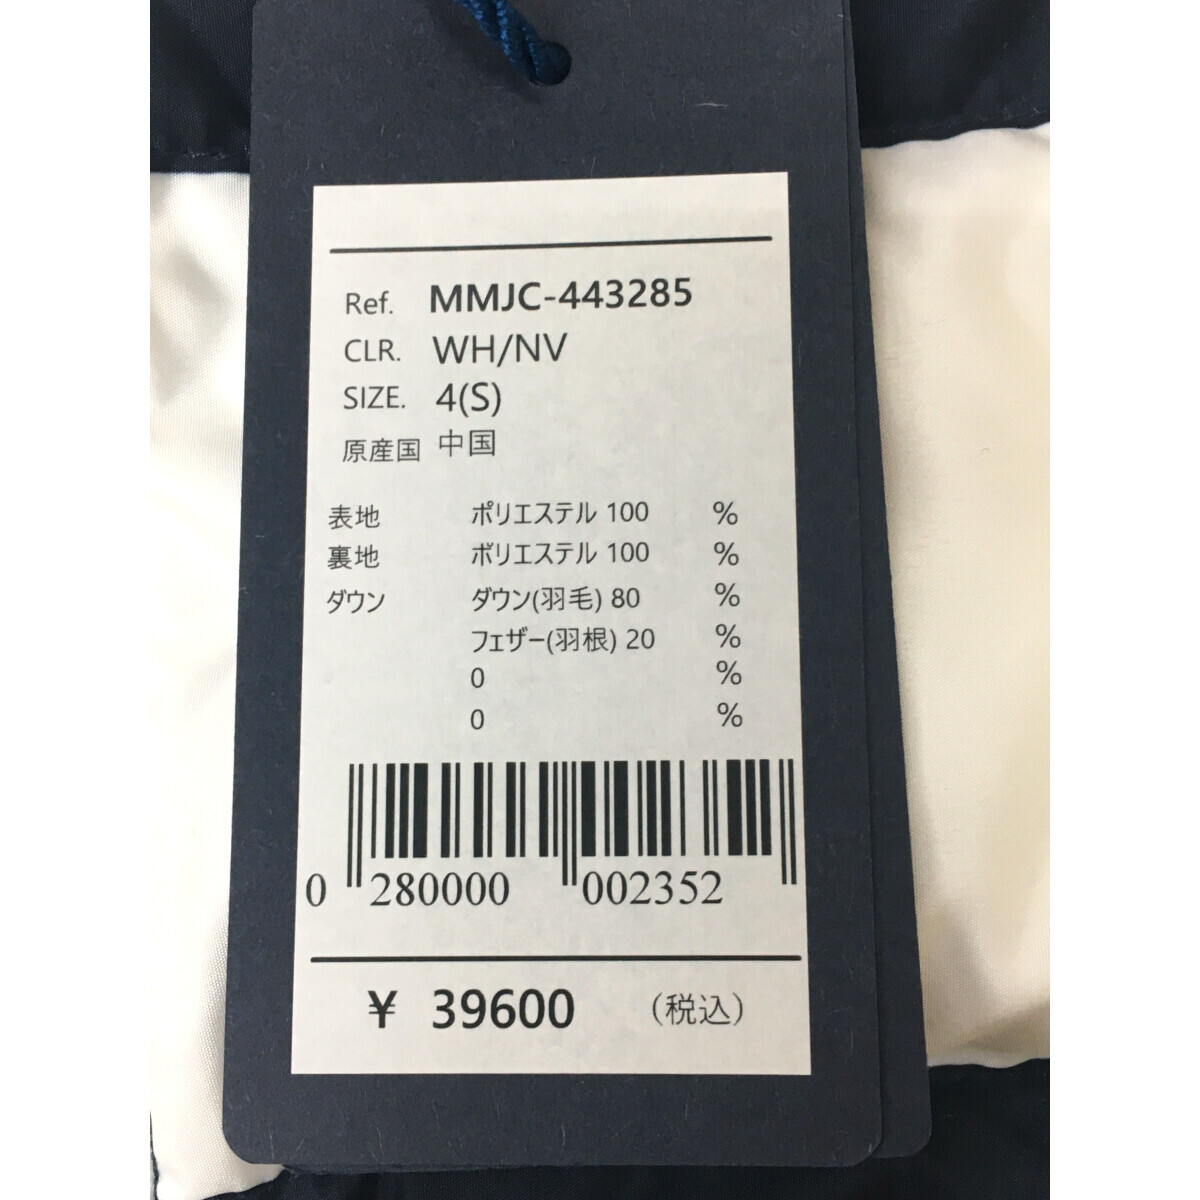 Ref. MMJC-443285
CLR. WH/NV
SIZE. 4(S)
原産国 中国
表地 ポリエステル 100 %
裏地 ポリエステル 100 %
ダウン ダウン(羽毛) 80 %
フェザー(羽根) 20 %
0 %
0 %
0 280000 002352
¥ 39600 (税込)